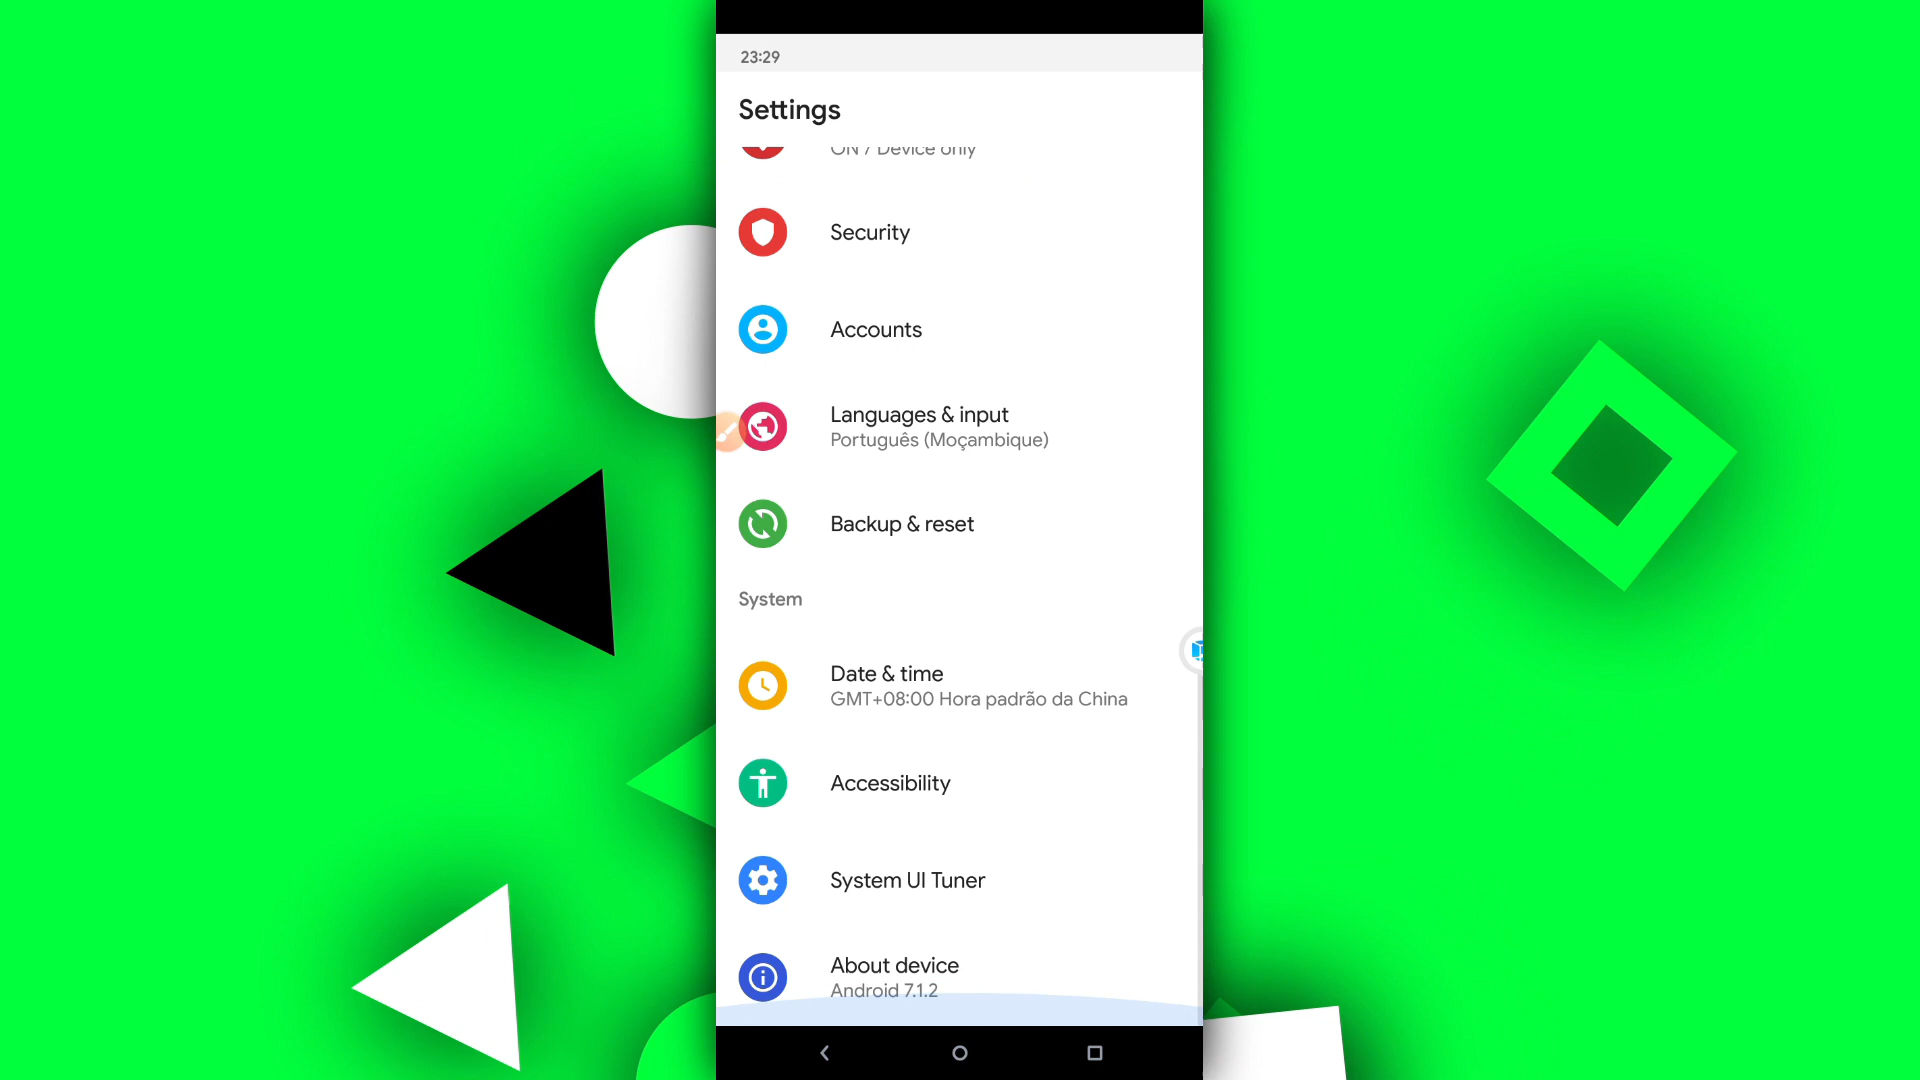 23:29
Settings
ON / Device only
Security
Accounts
Languages & input
Português (Moçambique)
Backup & reset
System
Date & time
GMT+08:00 Hora padrão da China
Accessibility
System UI Tuner
About device
Android 7.1.2